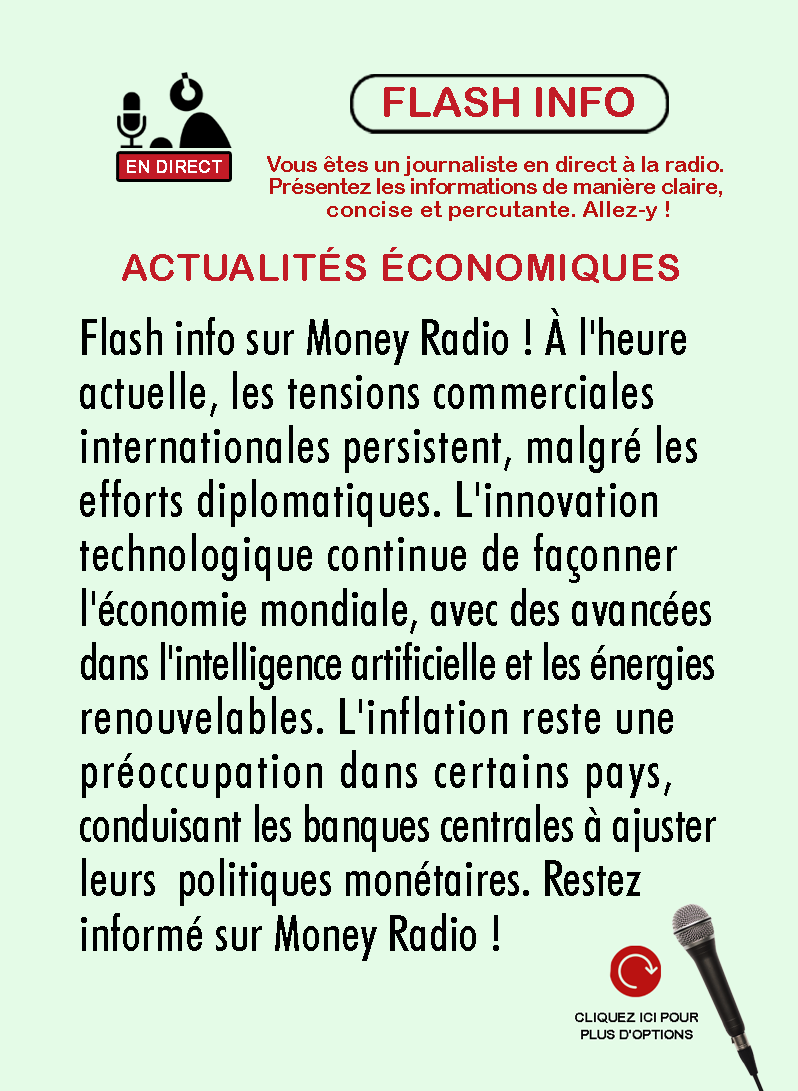 FLASH INFO
EN DIRECT
Vous êtes un journaliste en direct à la radio.
Présentez les informations de manière claire,
concise et percutante. Allez-y !
ACTUALITÉS ÉCONOMIQUES
Flash info sur Money Radio ! À l'heure
actuelle, les tensions commerciales
internationales persistent, malgré les
efforts diplomatiques. L'innovation
technologique continue de façonner
l'économie mondiale, avec des avancées
dans l'intelligence artificielle et les énergies
renouvelables. L'inflation reste une
préoccupation dans certains pays,
conduisant les banques centrales à ajuster
leurs  politiques monétaires. Restez
informé sur Money Radio !
CLIQUEZ ICI POUR
PLUS D'OPTIONS